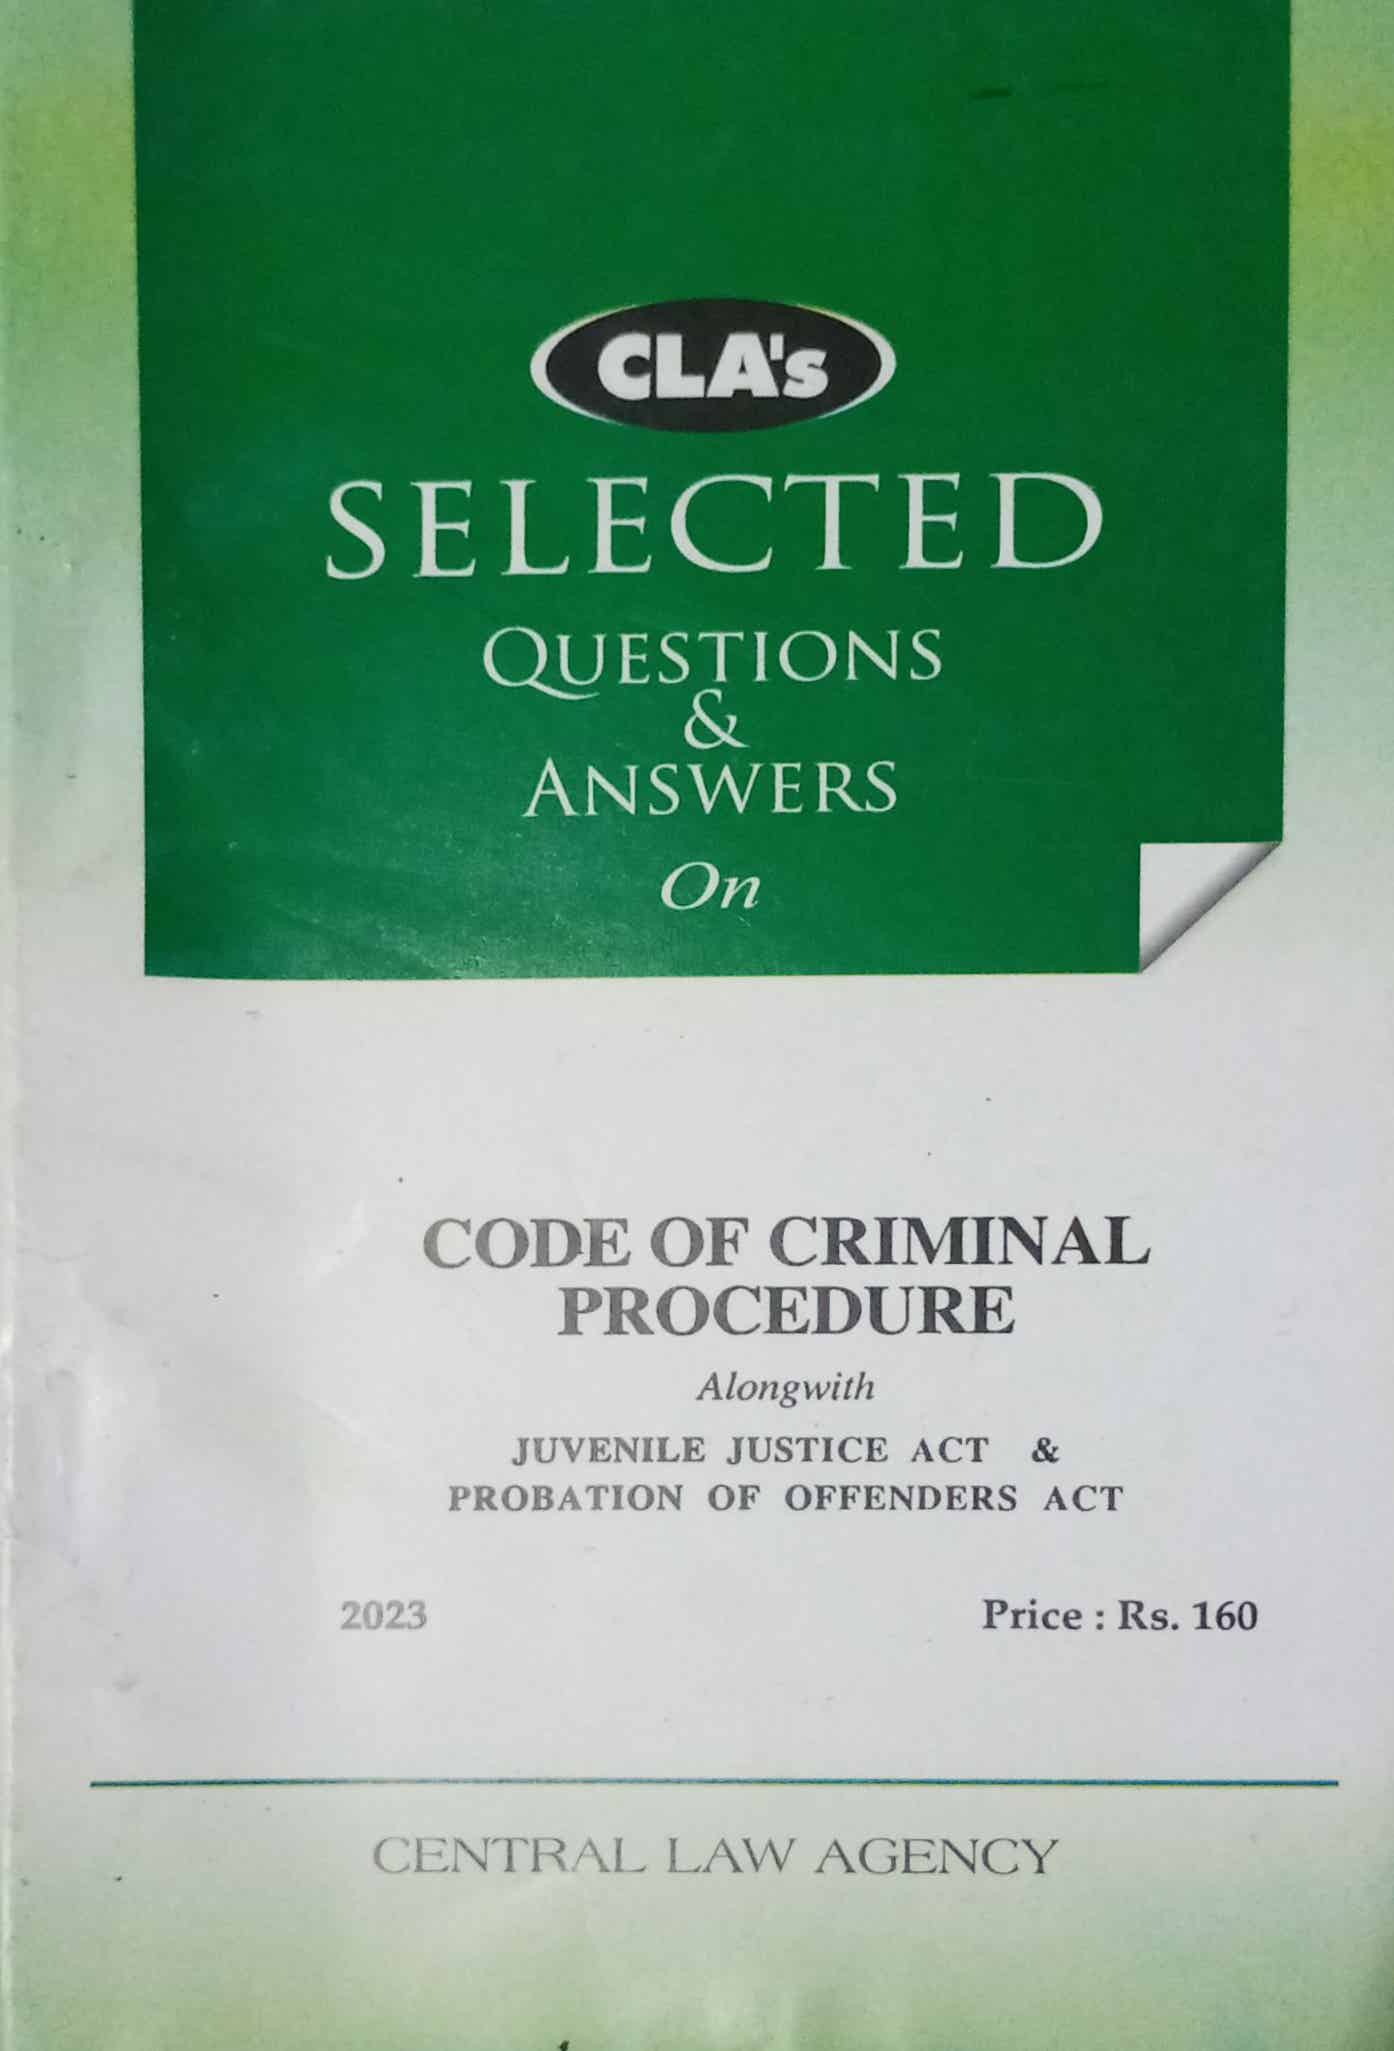 CLA's
SELECTED
QUESTIONS
&
ANSWERS
On
CODE OF CRIMINAL
PROCEDURE
Alongwith
JUVENILE JUSTICE ACT &
PROBATION OF OFFENDERS ACT
2023 Price : Rs. 160
CENTRAL LAW AGENCY